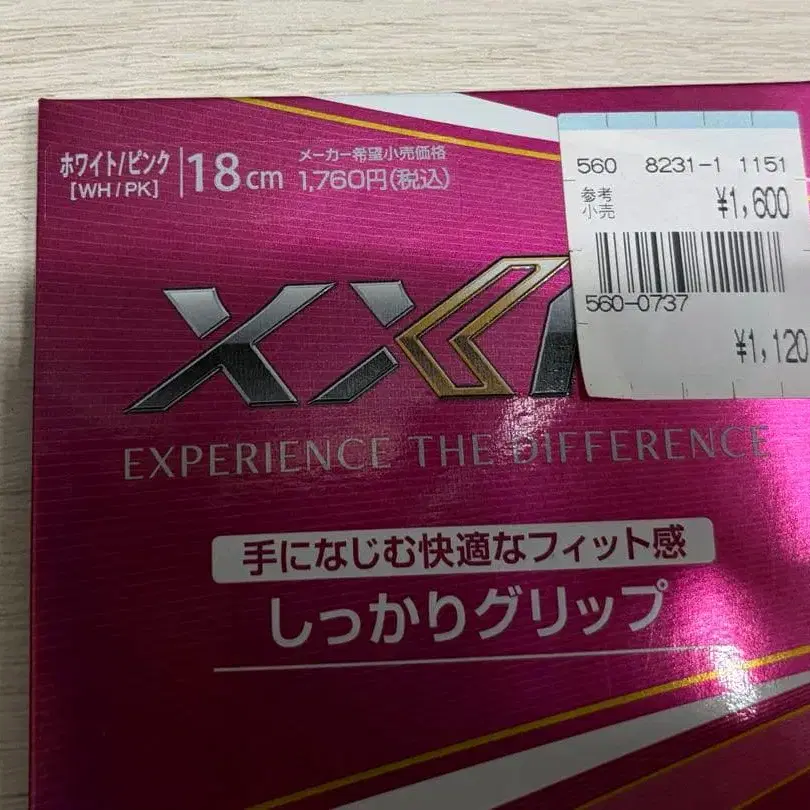 ホワイト/ピンク
[WH/PK]
18cm
メーカー希望小売価格
1,760円(税込)
560 8231-1 1151
参考
小売
¥1,600
560-0737
¥1,120
XXI
EXPERIENCE THE DIFFERENCE
手になじむ快適なフィット感
しっかりグリップ